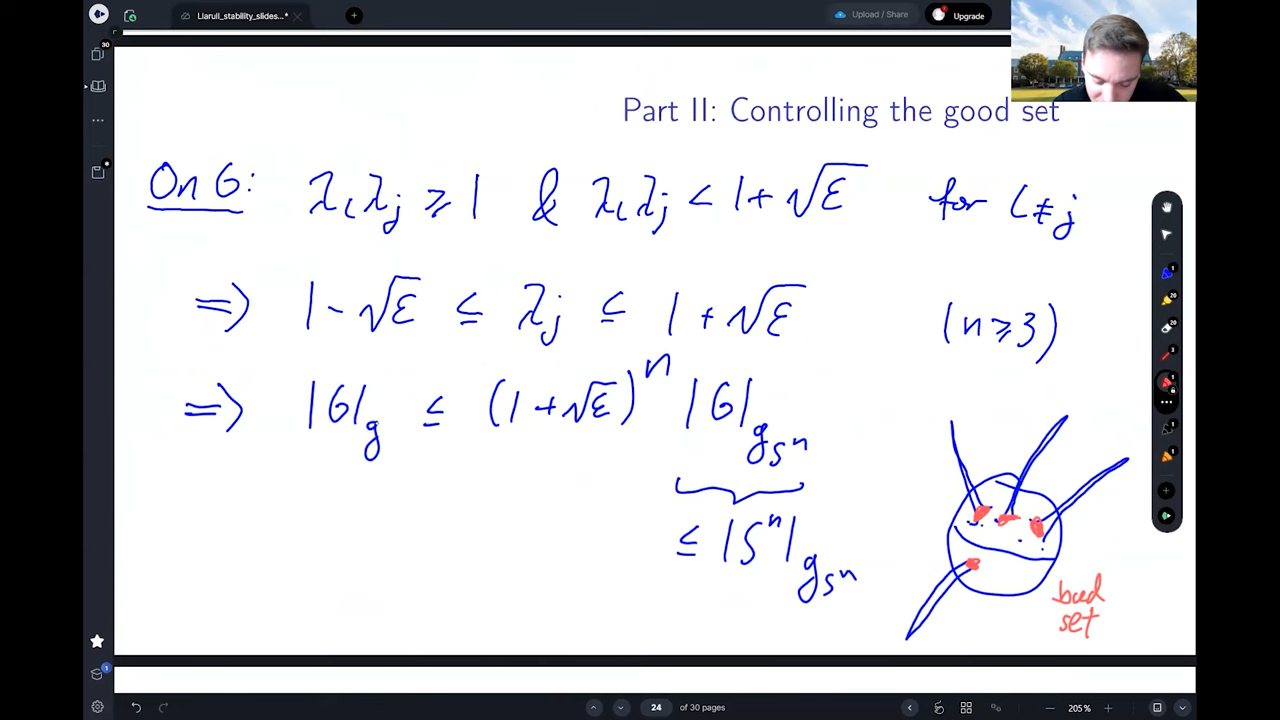 Llarull_stability_slides...*
Upload / Share
Upgrade
30
Part II: Controlling the good set
On G: λᵢλⱼ ≥ 1 & λᵢλⱼ < 1 + √ε for i ≠ j
⇒ 1 - √ε ≤ λⱼ ≤ 1 + √ε (n ≥ 3)
⇒ |G|_g ≤ (1 + √ε)ⁿ |G|_{g_{Sⁿ}}
≤ |Sⁿ|_{g_{Sⁿ}}
bad
set
24 of 30 pages
205 %